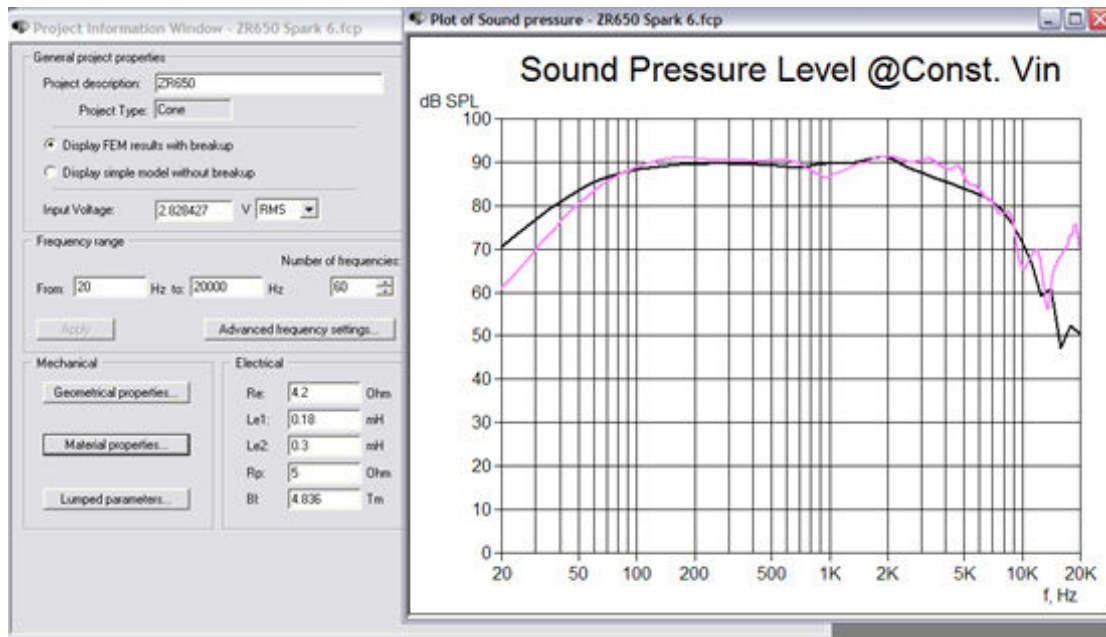 Project Information Window - ZR650 Spark 6.fcp
General project properties
Project description: ZR650
Project Type: Cone
Display FEM results with breakup
Display simple model without breakup
Input Voltage: 2.828427 V RMS
Frequency range
Number of frequencies:
From: 20 Hz to: 20000 Hz 60
Apply Advanced frequency settings...
Mechanical
Geometrical properties...
Material properties...
Lumped parameters...
Electrical
Re: 4.2 Ohm
Le1: 0.18 mH
Le2: 0.3 mH
Rp: 5 Ohm
Bl: 4.836 Tm
Plot of Sound pressure - ZR650 Spark 6.fcp
Sound Pressure Level @Const. Vin
dB SPL
100
90
80
70
60
50
40
30
20
10
0
20 50 100 200 500 1K 2K 5K 10K 20K
f, Hz